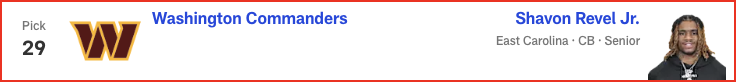 Pick
29
Washington Commanders
Shavon Revel Jr.
East Carolina · CB · Senior